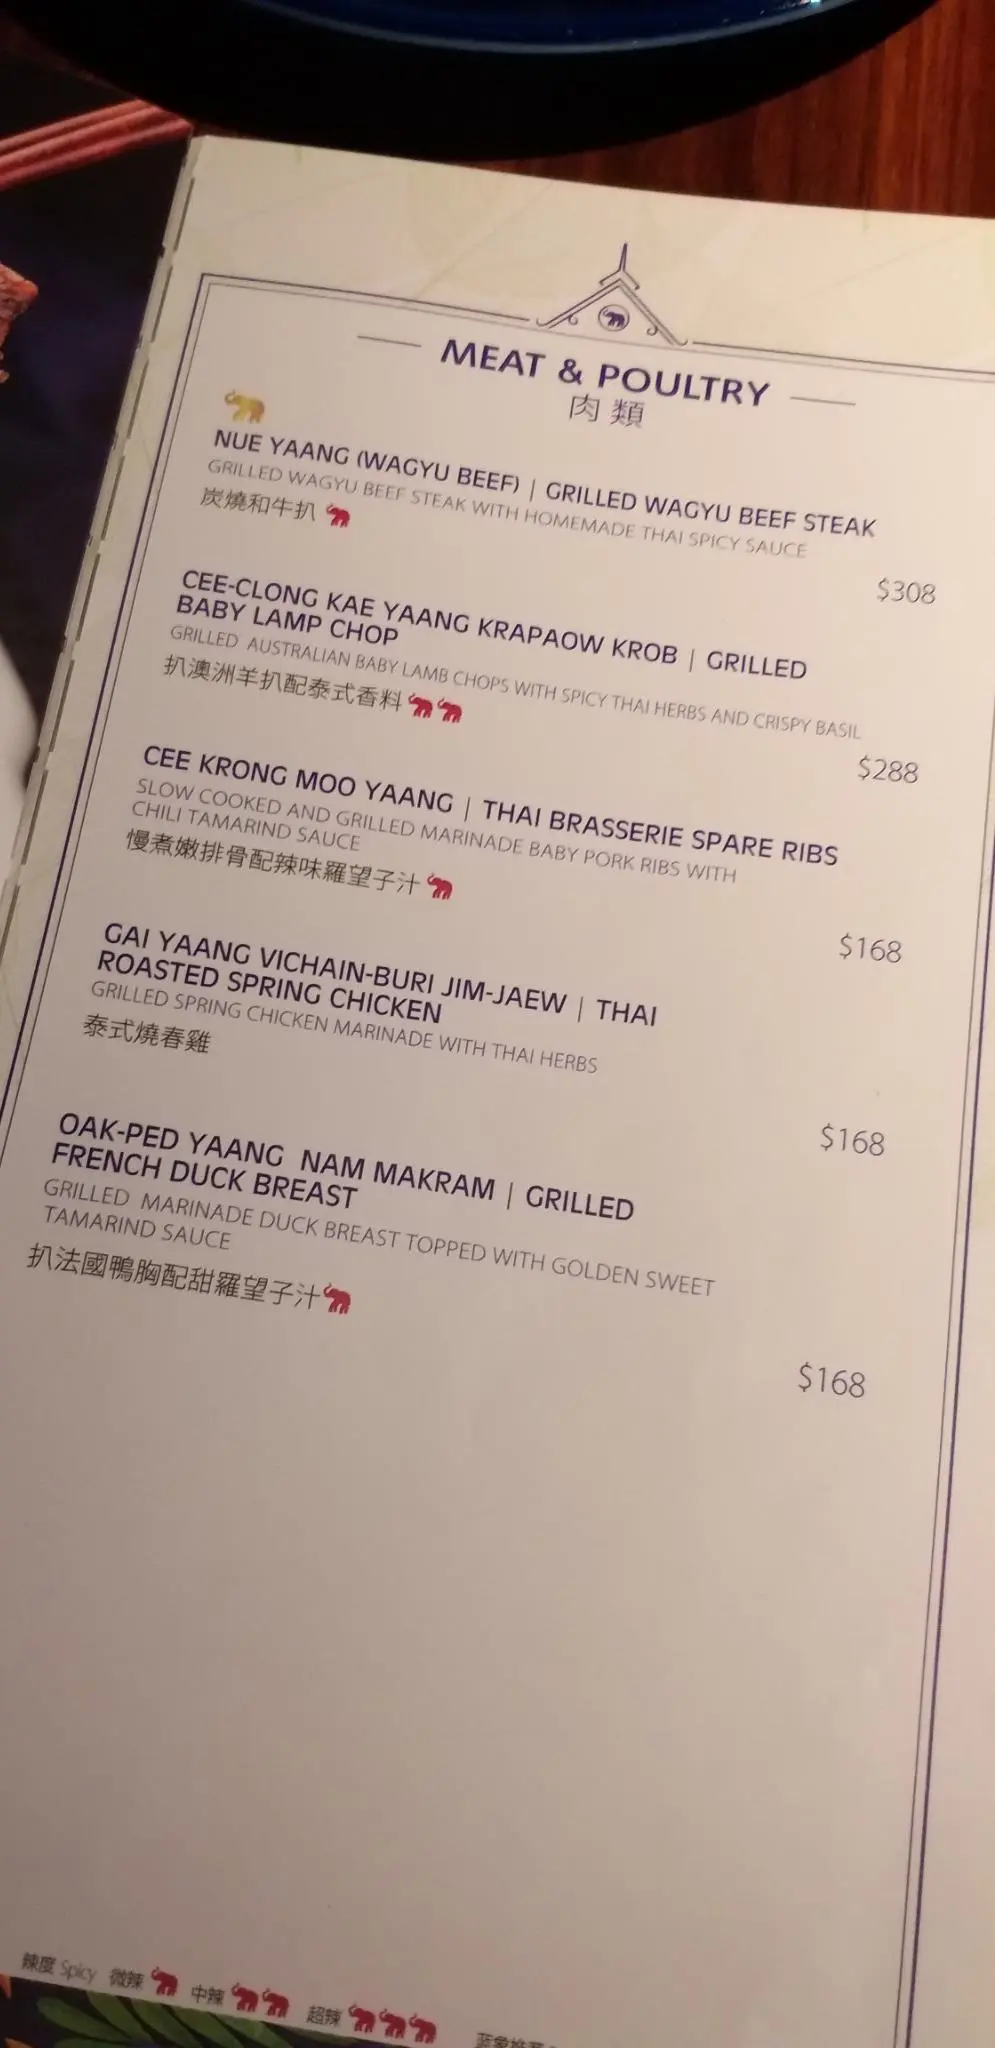 MEAT & POULTRY
肉類
NUE YAANG (WAGYU BEEF) | GRILLED WAGYU BEEF STEAK
GRILLED WAGYU BEEF STEAK WITH HOMEMADE THAI SPICY SAUCE
炭燒和牛扒
$308
CEE-CLONG KAE YAANG KRAPAOW KROB | GRILLED
BABY LAMP CHOP
GRILLED AUSTRALIAN BABY LAMB CHOPS WITH SPICY THAI HERBS AND CRISPY BASIL
扒澳洲羊扒配泰式香料
$288
CEE KRONG MOO YAANG | THAI BRASSERIE SPARE RIBS
SLOW COOKED AND GRILLED MARINADE BABY PORK RIBS WITH
CHILI TAMARIND SAUCE
慢煮嫩排骨配辣味羅望子汁
$168
GAI YAANG VICHAIN-BURI JIM-JAEW | THAI
ROASTED SPRING CHICKEN
GRILLED SPRING CHICKEN MARINADE WITH THAI HERBS
泰式燒春雞
$168
OAK-PED YAANG NAM MAKRAM | GRILLED
FRENCH DUCK BREAST
GRILLED MARINADE DUCK BREAST TOPPED WITH GOLDEN SWEET
TAMARIND SAUCE
扒法國鴨胸配甜羅望子汁
$168
辣度 Spicy 微辣 中辣 超辣